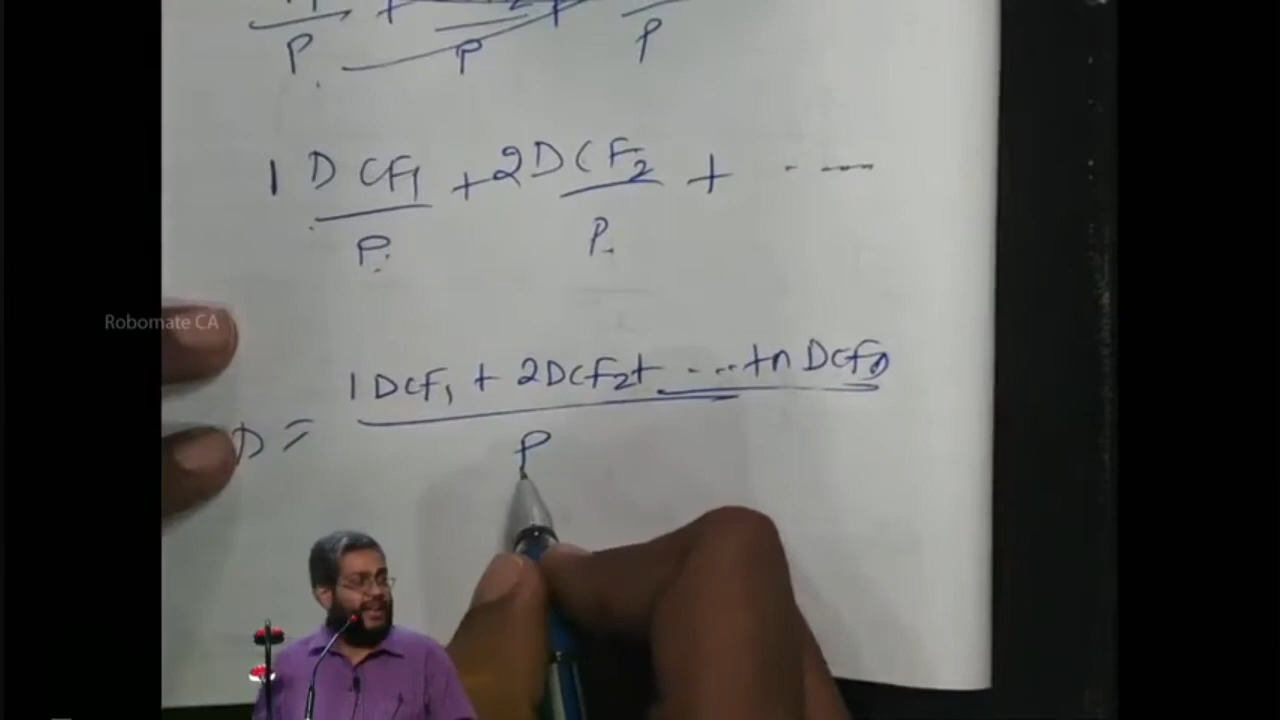 P + P + P
1 DCF1 + 2DCF2 + . . —
P. P.
Robomate CA
1DCF1 + 2DCF2 + ... + n DCFn
D =
P